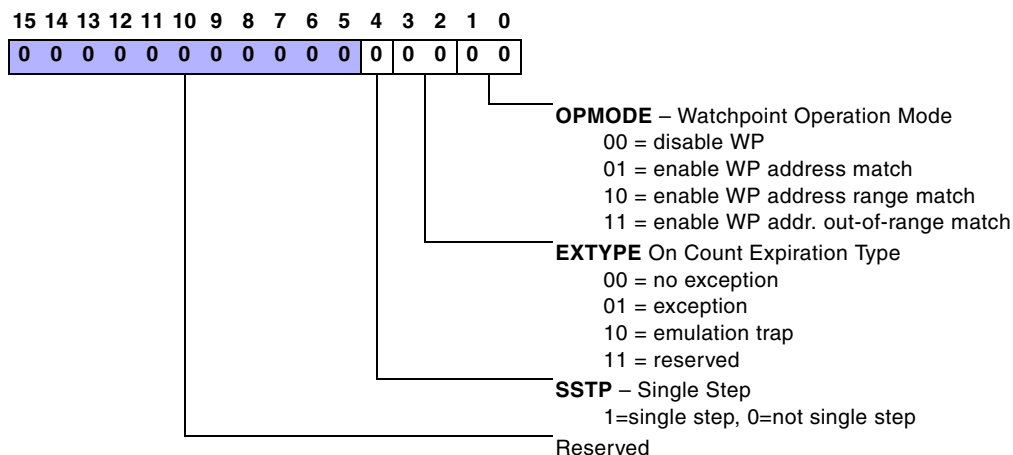 15 14 13 12 11 10 9 8 7 6 5 4 3 2 1 0
0 0 0 0 0 0 0 0 0 0 0 0 0 0 0 0
OPMODE – Watchpoint Operation Mode
00 = disable WP
01 = enable WP address match
10 = enable WP address range match
11 = enable WP addr. out-of-range match
EXTYPE On Count Expiration Type
00 = no exception
01 = exception
10 = emulation trap
11 = reserved
SSTP – Single Step
1=single step, 0=not single step
Reserved